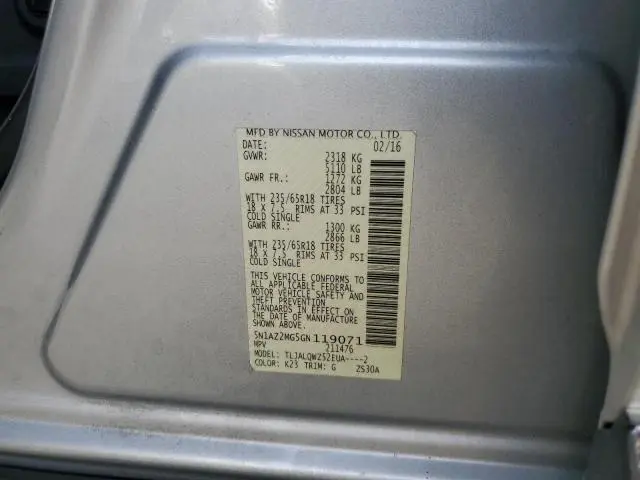 MFD BY NISSAN MOTOR CO., LTD.
DATE: 02/16
GVWR: 2318 KG
5110 LB
GAWR FR.: 1272 KG
2804 LB
WITH 235/65R18 TIRES
18 X 7.5 RIMS AT 33 PSI
COLD SINGLE
GAWR RR.: 1300 KG
2866 LB
WITH 235/65R18 TIRES
18 X 7.5 RIMS AT 33 PSI
COLD SINGLE
THIS VEHICLE CONFORMS TO
ALL APPLICABLE FEDERAL
MOTOR VEHICLE SAFETY AND
THEFT PREVENTION
STANDARDS IN EFFECT ON
THE DATE OF MANUFACTURE
SHOWN ABOVE.
5N1AZ2MG5GN119071
MPV 211476
MODEL: TLJALQWZ52EUA----2
COLOR: K23 TRIM: G ZS30A